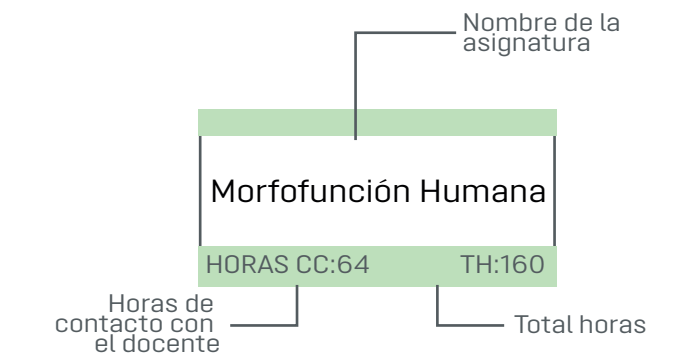 Nombre de la
asignatura
Morfofunción Humana
HORAS CC:64 TH:160
Horas de
contacto con
el docente
Total horas